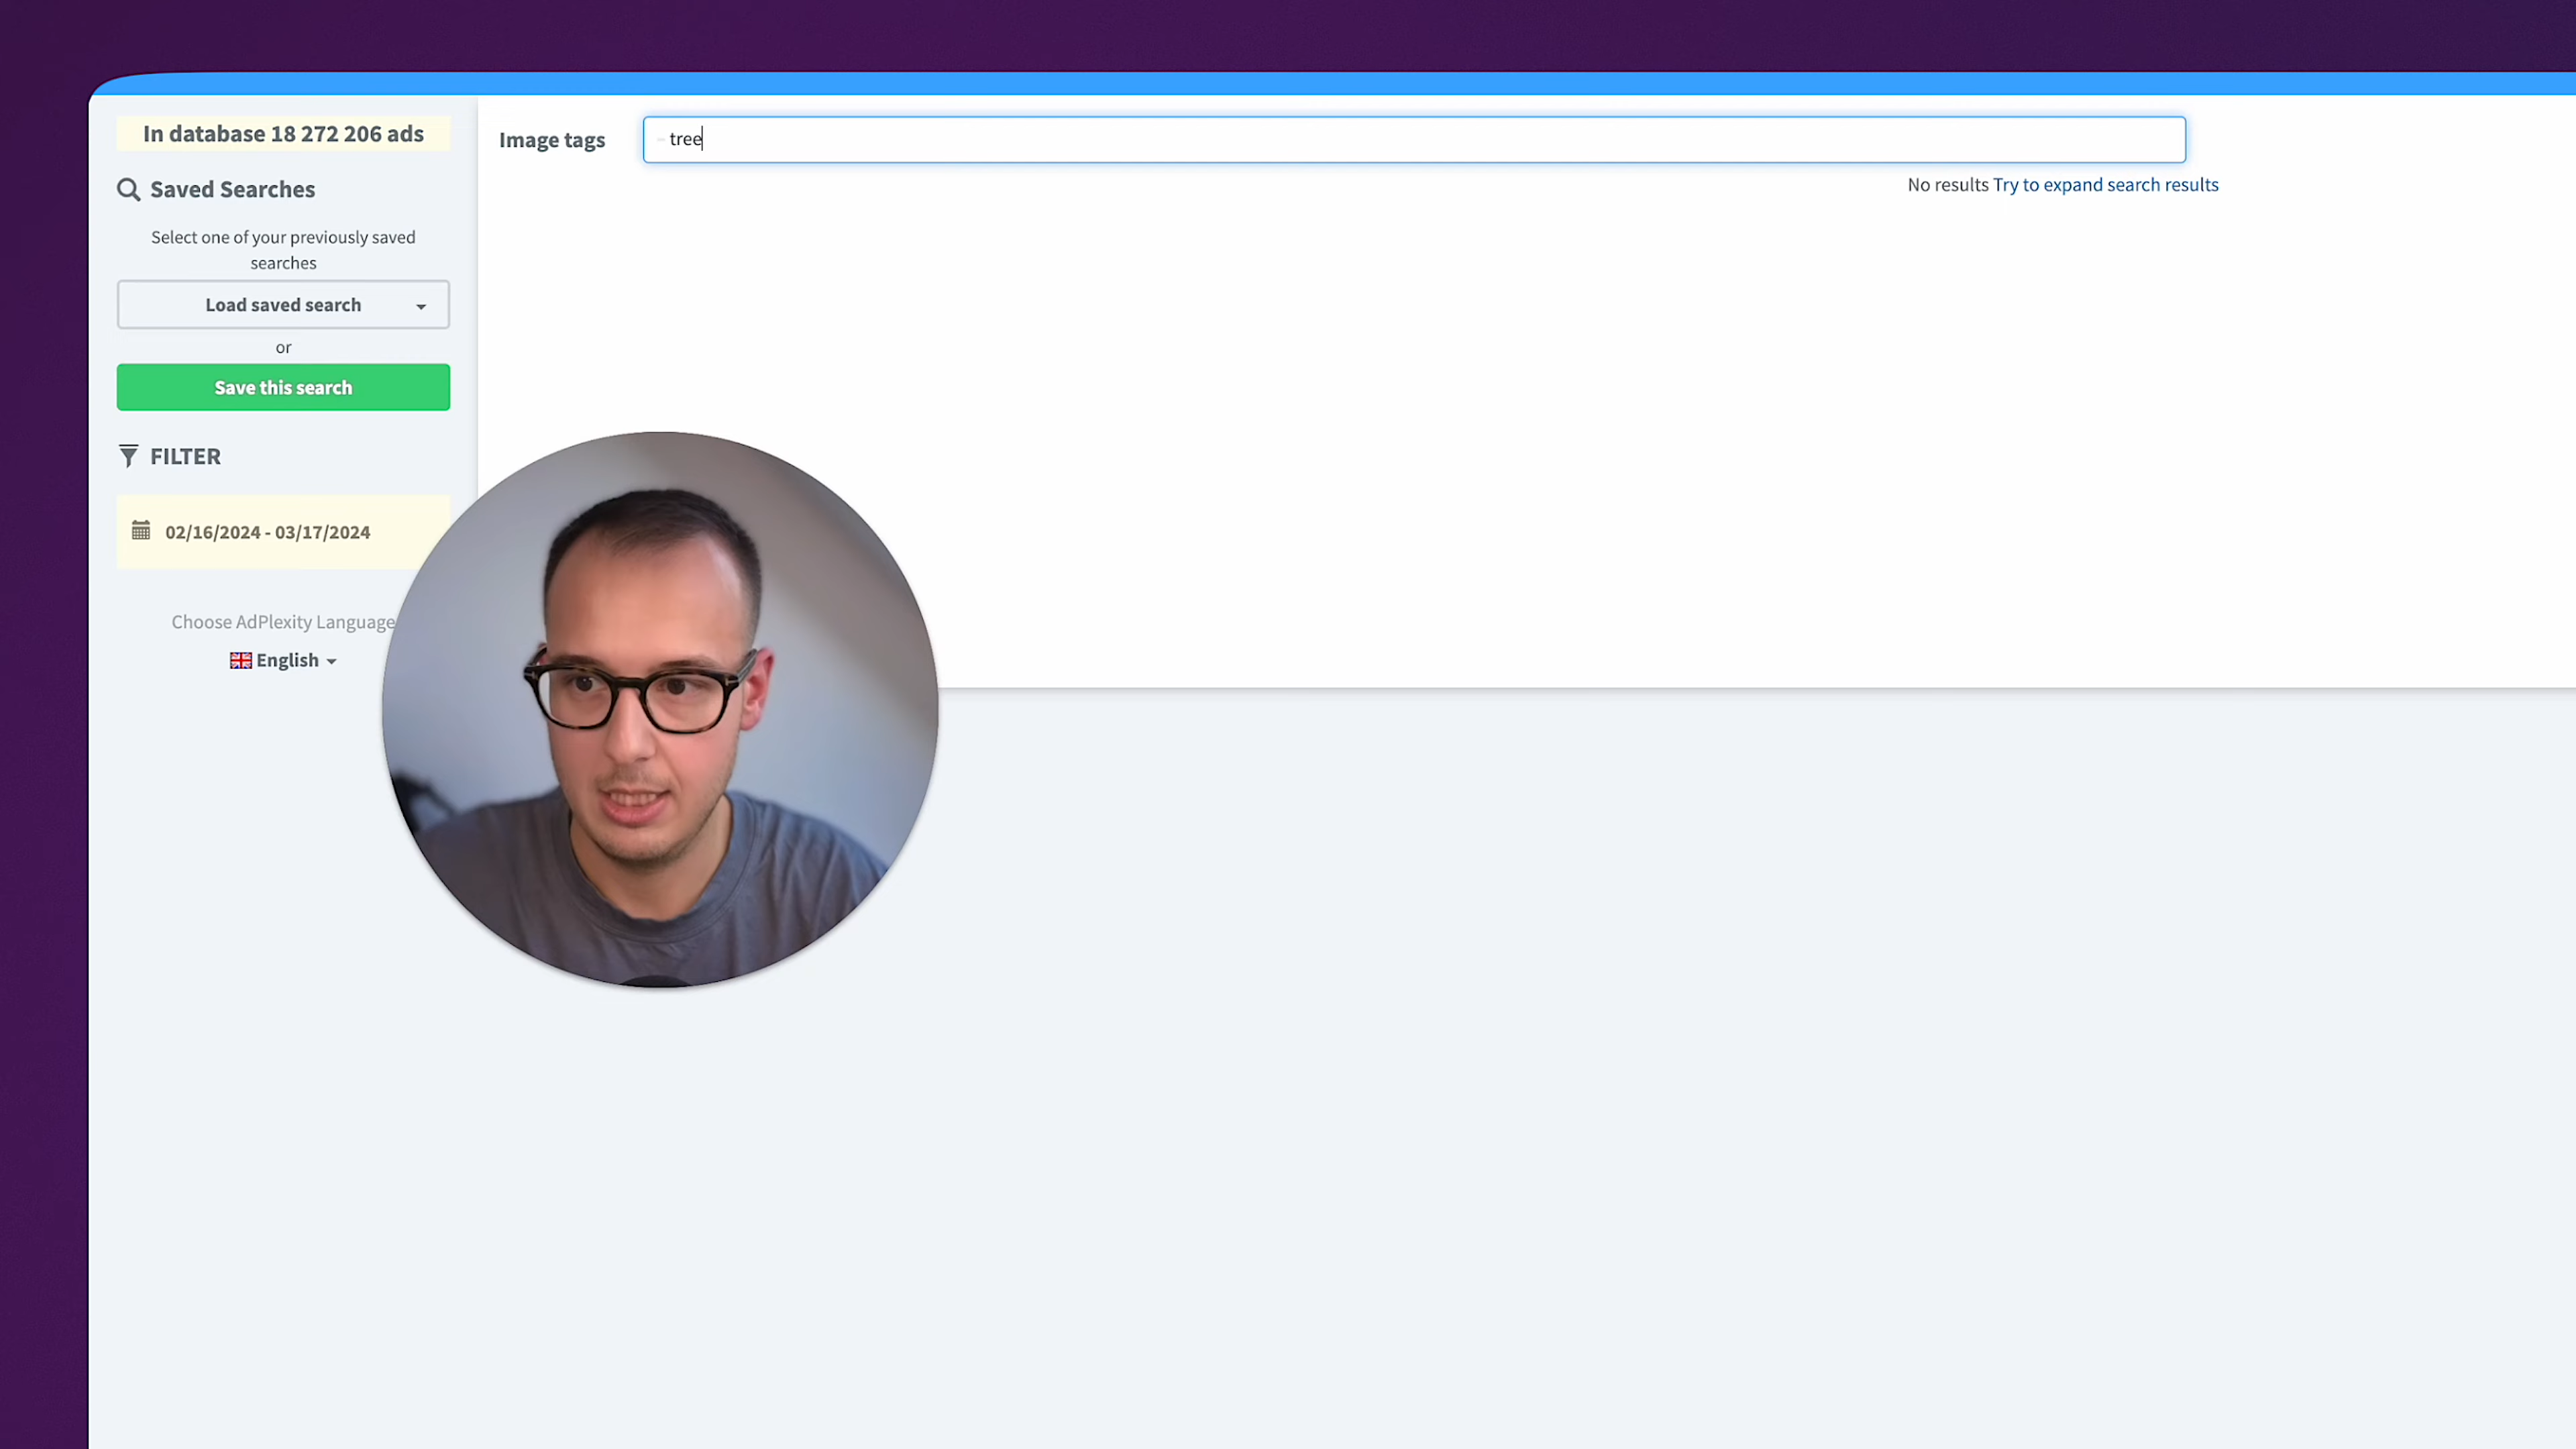 In database 18 272 206 ads
Saved Searches
Select one of your previously saved
searches
Load saved search
or
Save this search
FILTER
02/16/2024 - 03/17/2024
Choose AdPlexity Language
English
Image tags
tree
No results Try to expand search results